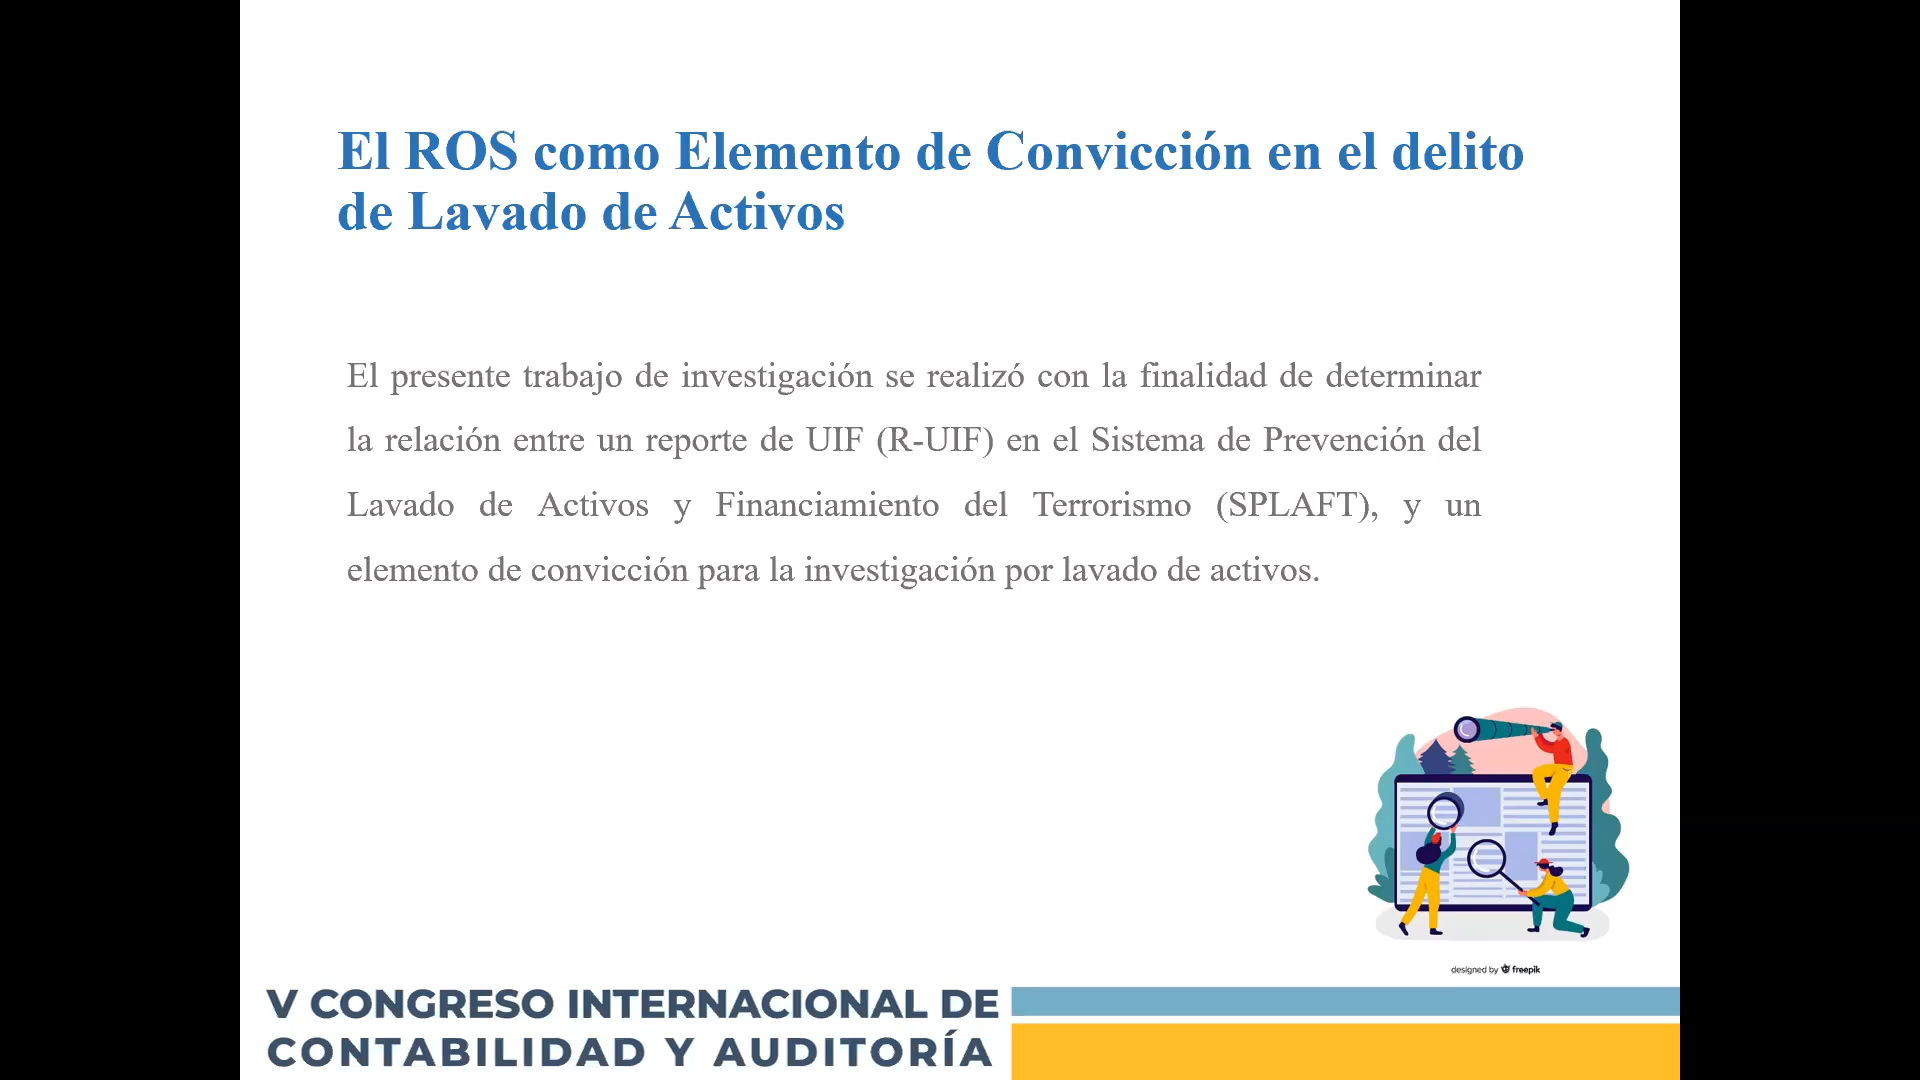 El ROS como Elemento de Convicción en el delito
de Lavado de Activos
El presente trabajo de investigación se realizó con la finalidad de determinar
la relación entre un reporte de UIF (R-UIF) en el Sistema de Prevención del
Lavado de Activos y Financiamiento del Terrorismo (SPLAFT), y un
elemento de convicción para la investigación por lavado de activos.
designed by freepik
V CONGRESO INTERNACIONAL DE
CONTABILIDAD Y AUDITORÍA